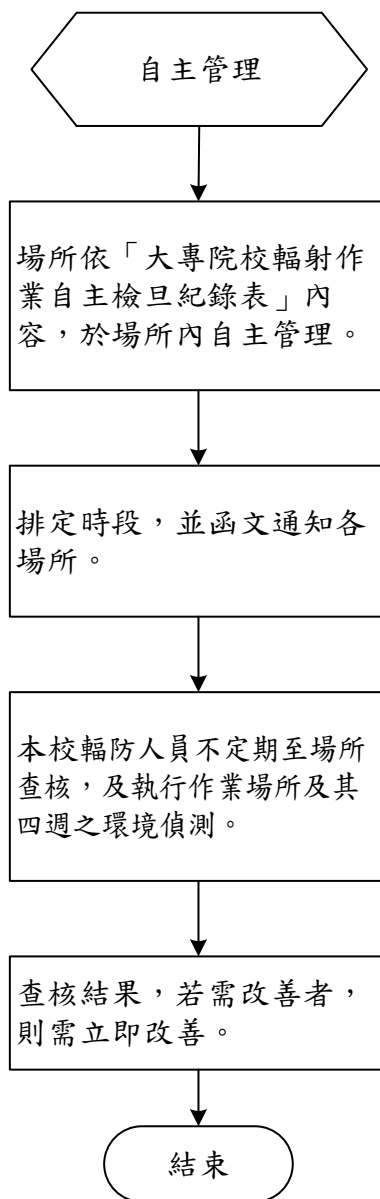 自主管理
場所依「大專院校輻射作
業自主檢旦紀錄表」內
容，於場所內自主管理。
排定時段，並函文通知各
場所。
本校輻防人員不定期至場所
查核，及執行作業場所及其
四週之環境偵測。
查核結果，若需改善者，
則需立即改善。
結束